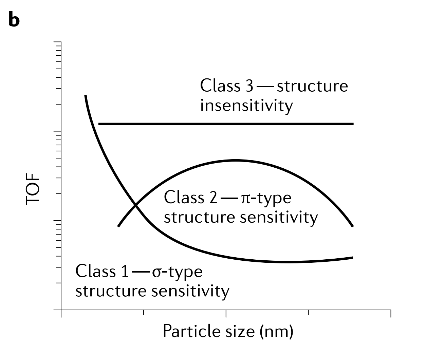 b
Class 3—structure
insensitivity
TOF
Class 2—π-type
structure sensitivity
Class 1—σ-type
structure sensitivity
Particle size (nm)